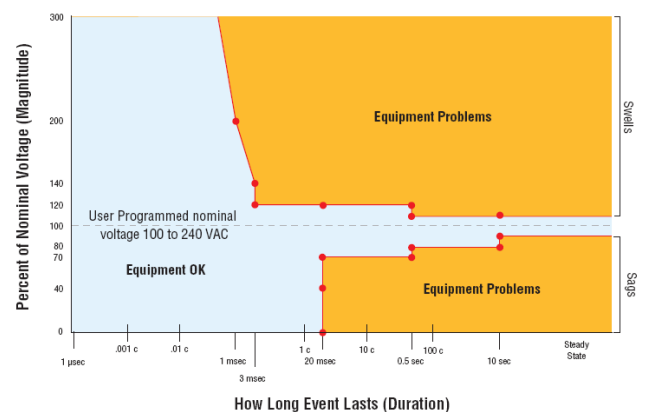 Percent of Nominal Voltage (Magnitude)
300
200
140
120
100
80
70
40
0
Equipment Problems
Swells
User Programmed nominal
voltage 100 to 240 VAC
Equipment OK
Equipment Problems
Sags
1 µsec
.001 c
.01 c
1 msec
3 msec
1 c
20 msec
10 c
0.5 sec
100 c
10 sec
Steady
State
How Long Event Lasts (Duration)